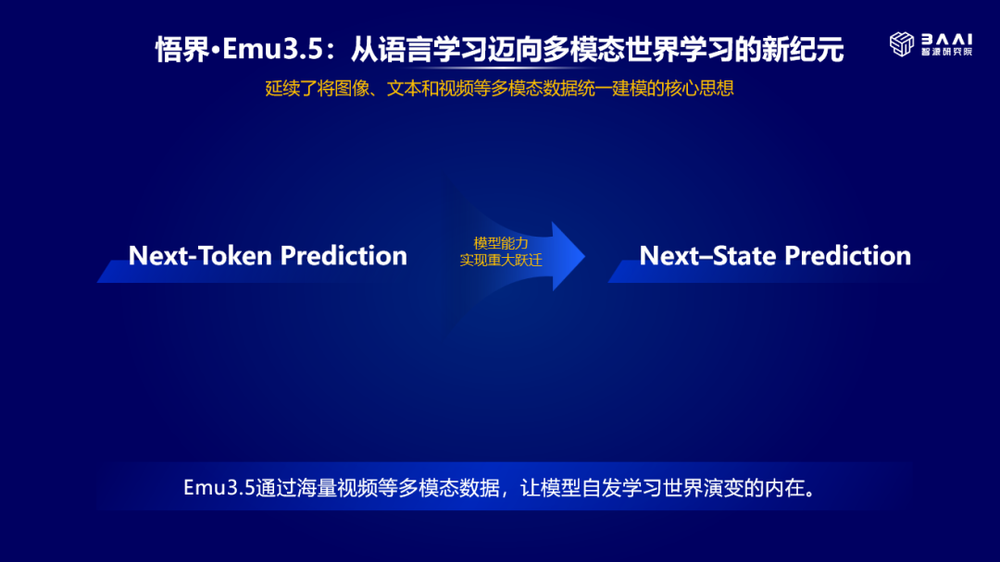 悟界•Emu3.5：从语言学习迈向多模态世界学习的新纪元
BAAI
智源研究院
延续了将图像、文本和视频等多模态数据统一建模的核心思想
Next-Token Prediction
模型能力
实现重大跃迁
Next–State Prediction
Emu3.5通过海量视频等多模态数据，让模型自发学习世界演变的内在。